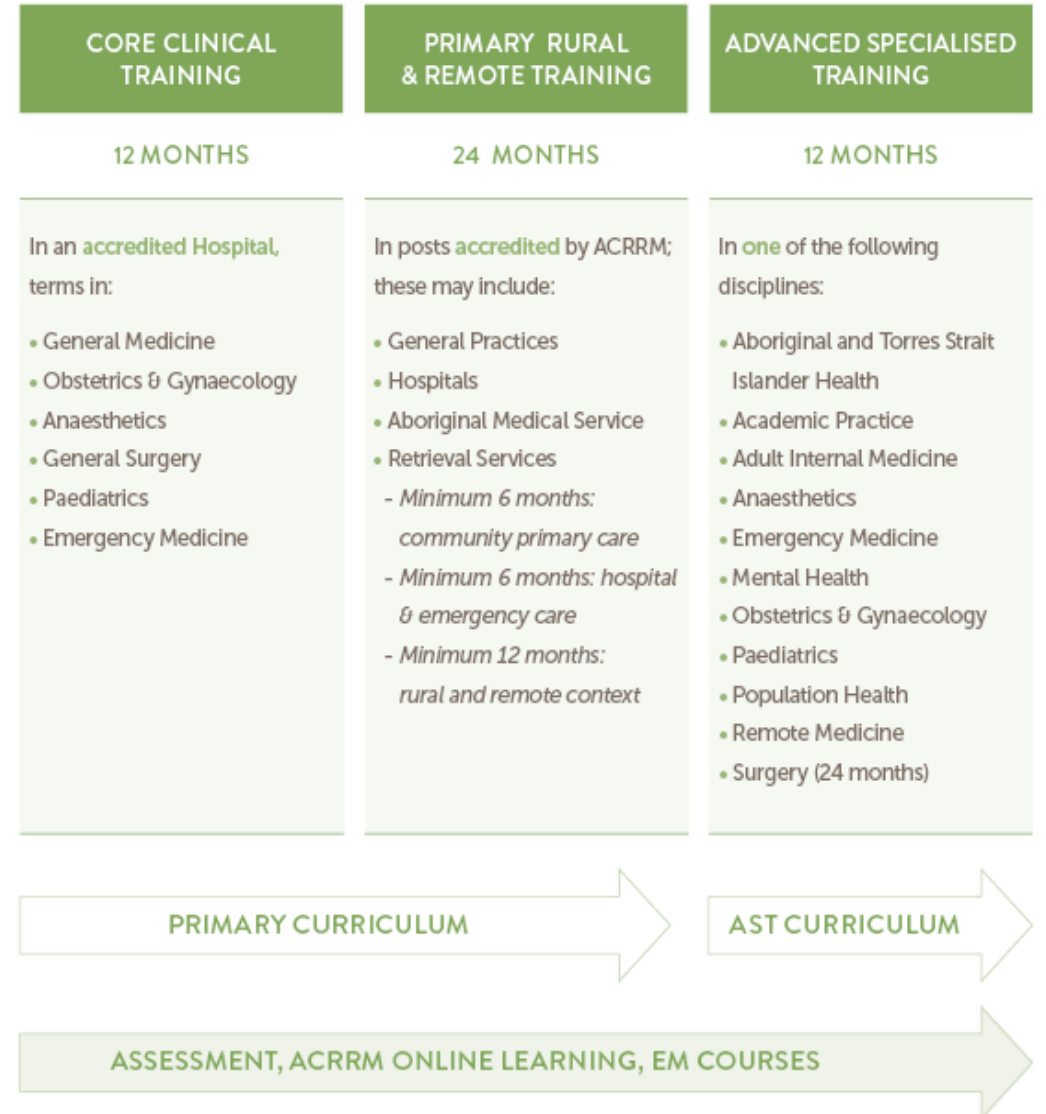 CORE CLINICAL
TRAINING
12 MONTHS
In an accredited Hospital,
terms in:
• General Medicine
• Obstetrics & Gynaecology
• Anaesthetics
• General Surgery
• Paediatrics
• Emergency Medicine
PRIMARY RURAL
& REMOTE TRAINING
24 MONTHS
In posts accredited by ACRRM;
these may include:
• General Practices
• Hospitals
• Aboriginal Medical Service
• Retrieval Services
- Minimum 6 months:
community primary care
- Minimum 6 months: hospital
& emergency care
- Minimum 12 months:
rural and remote context
ADVANCED SPECIALISED
TRAINING
12 MONTHS
In one of the following
disciplines:
• Aboriginal and Torres Strait
Islander Health
• Academic Practice
• Adult Internal Medicine
• Anaesthetics
• Emergency Medicine
• Mental Health
• Obstetrics & Gynaecology
• Paediatrics
• Population Health
• Remote Medicine
• Surgery (24 months)
PRIMARY CURRICULUM
AST CURRICULUM
ASSESSMENT, ACRRM ONLINE LEARNING, EM COURSES